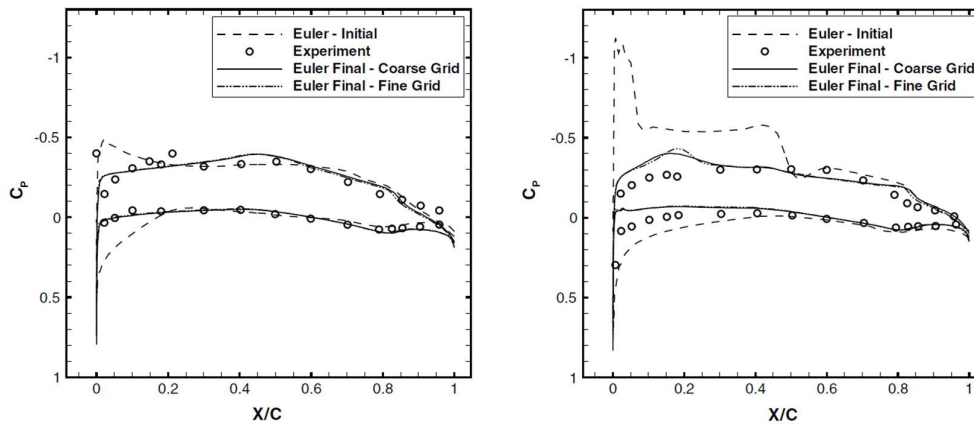 -1
-0.5
0
0.5
1
CP
Euler - Initial
Experiment
Euler Final - Coarse Grid
Euler Final - Fine Grid
0 0.2 0.4 0.6 0.8 1
X/C
-1
-0.5
0
0.5
1
CP
Euler - Initial
Experiment
Euler Final - Coarse Grid
Euler Final - Fine Grid
0 0.2 0.4 0.6 0.8 1
X/C